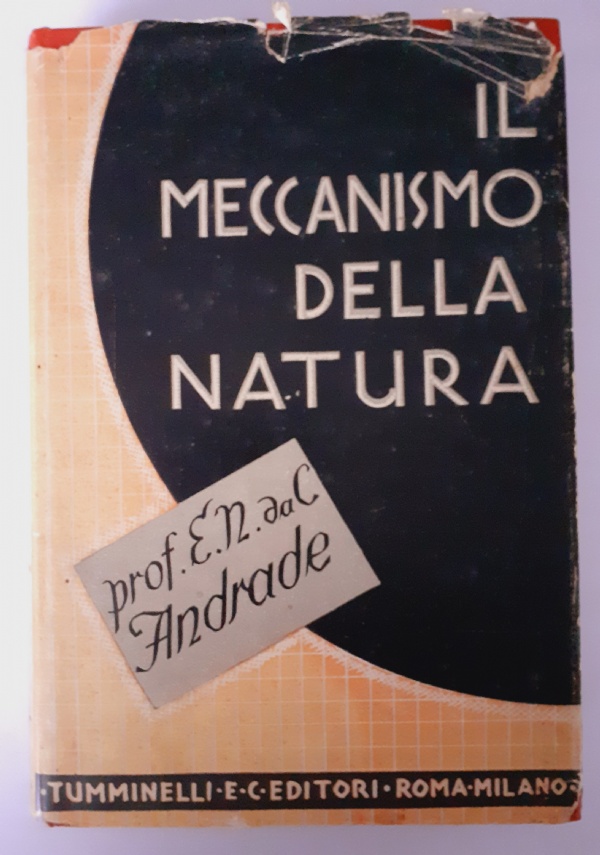 IL
MECCANISMO
DELLA
NATURA
prof. E. N. da C
Andrade
·TUMMINELLI·E·C·EDITORI·ROMA·MILANO·